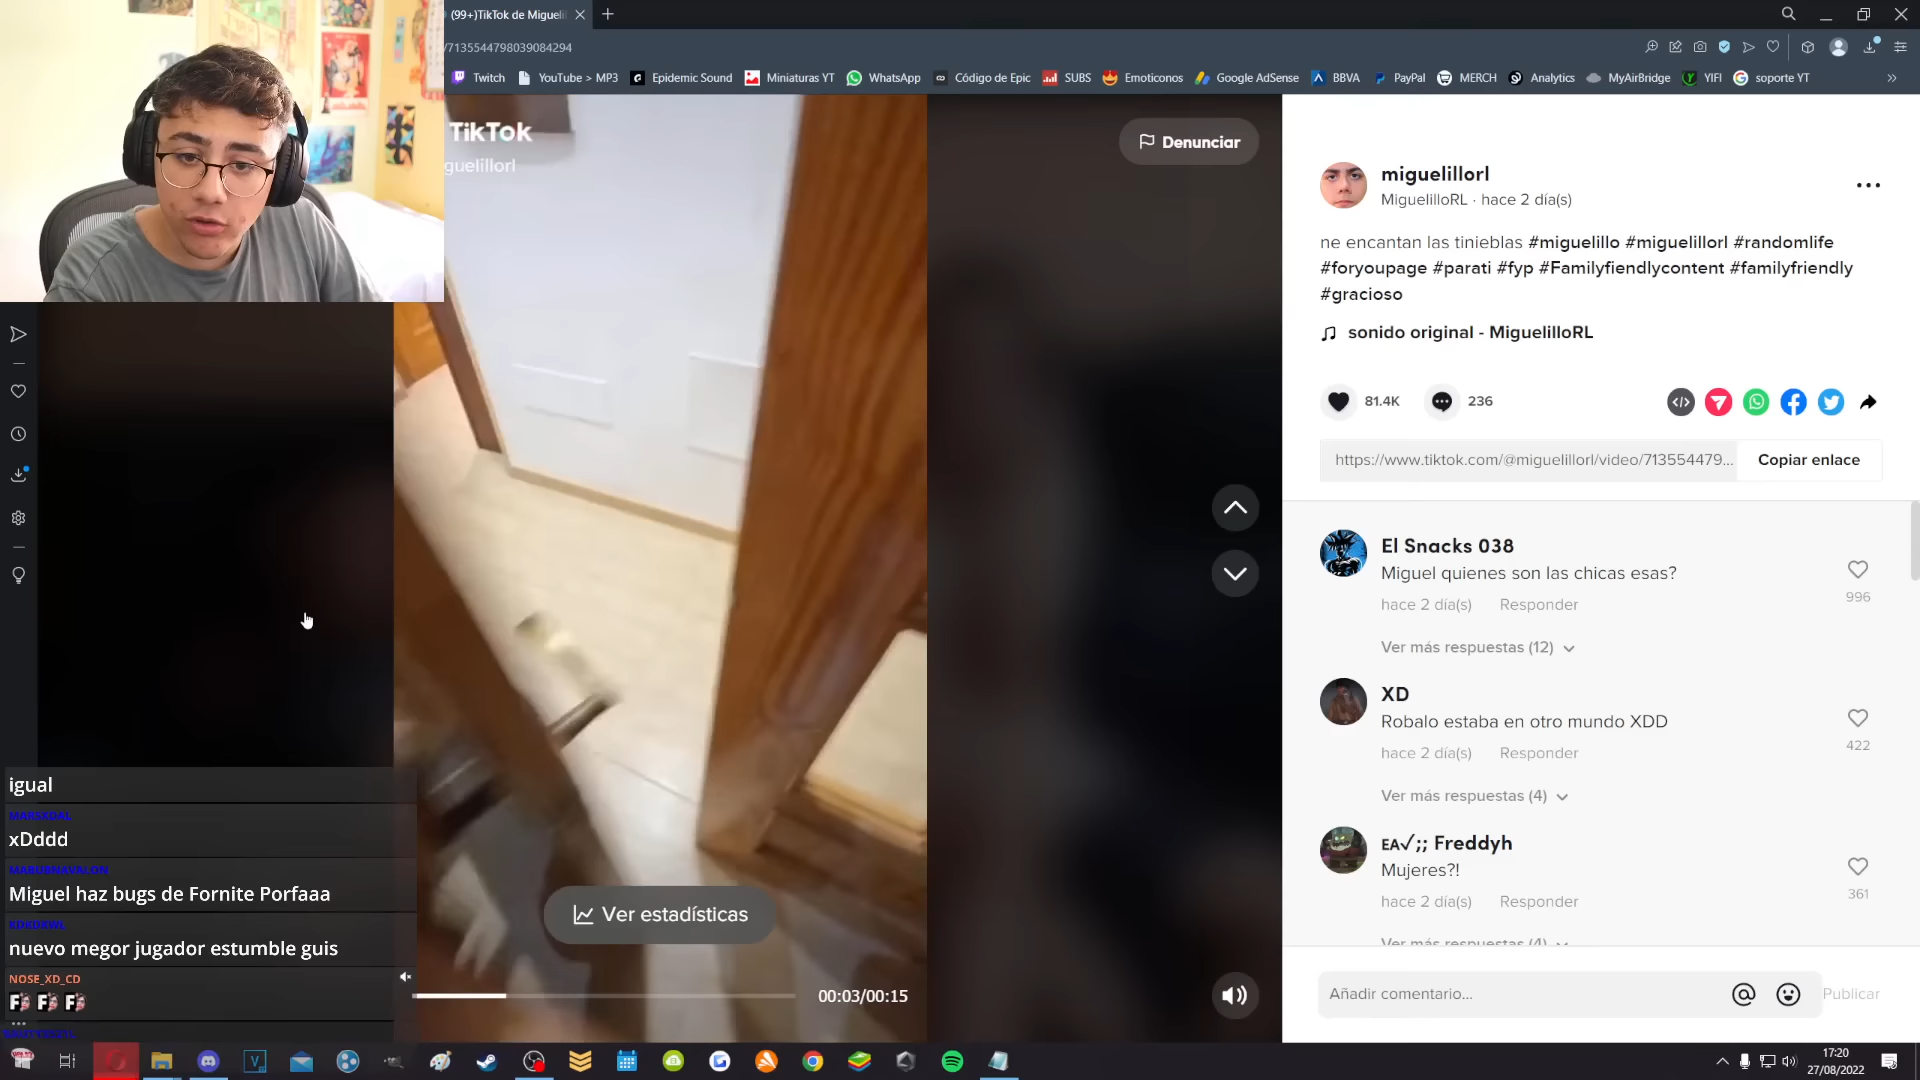 (99+)TikTok de Migueli
/7135544798039084294
Twitch
YouTube > MP3
Epidemic Sound
Miniaturas YT
WhatsApp
Código de Epic
SUBS
Emoticonos
Google AdSense
BBVA
PayPal
MERCH
Analytics
MyAirBridge
YIFI
soporte YT
TikTok
guelillorl
Denunciar
miguelillorl
MiguelilloRL · hace 2 día(s)
ne encantan las tinieblas #miguelillo #miguelillorl #randomlife
#foryoupage #parati #fyp #Familyfiendlycontent #familyfriendly
#gracioso
sonido original - MiguelilloRL
81.4K
236
https://www.tiktok.com/@miguelillorl/video/713554479...
Copiar enlace
El Snacks 038
Miguel quienes son las chicas esas?
hace 2 día(s) Responder
996
Ver más respuestas (12)
XD
Robalo estaba en otro mundo XDD
hace 2 día(s) Responder
422
Ver más respuestas (4)
EA✓;; Freddyh
Mujeres?!
hace 2 día(s) Responder
361
Ver más respuestas (4)
Añadir comentario...
Publicar
igual
xDddd
Miguel haz bugs de Fornite Porfaaa
nuevo megor jugador estumble guis
NOSE_XD_CD
Ver estadísticas
00:03/00:15
17:20
27/08/2022